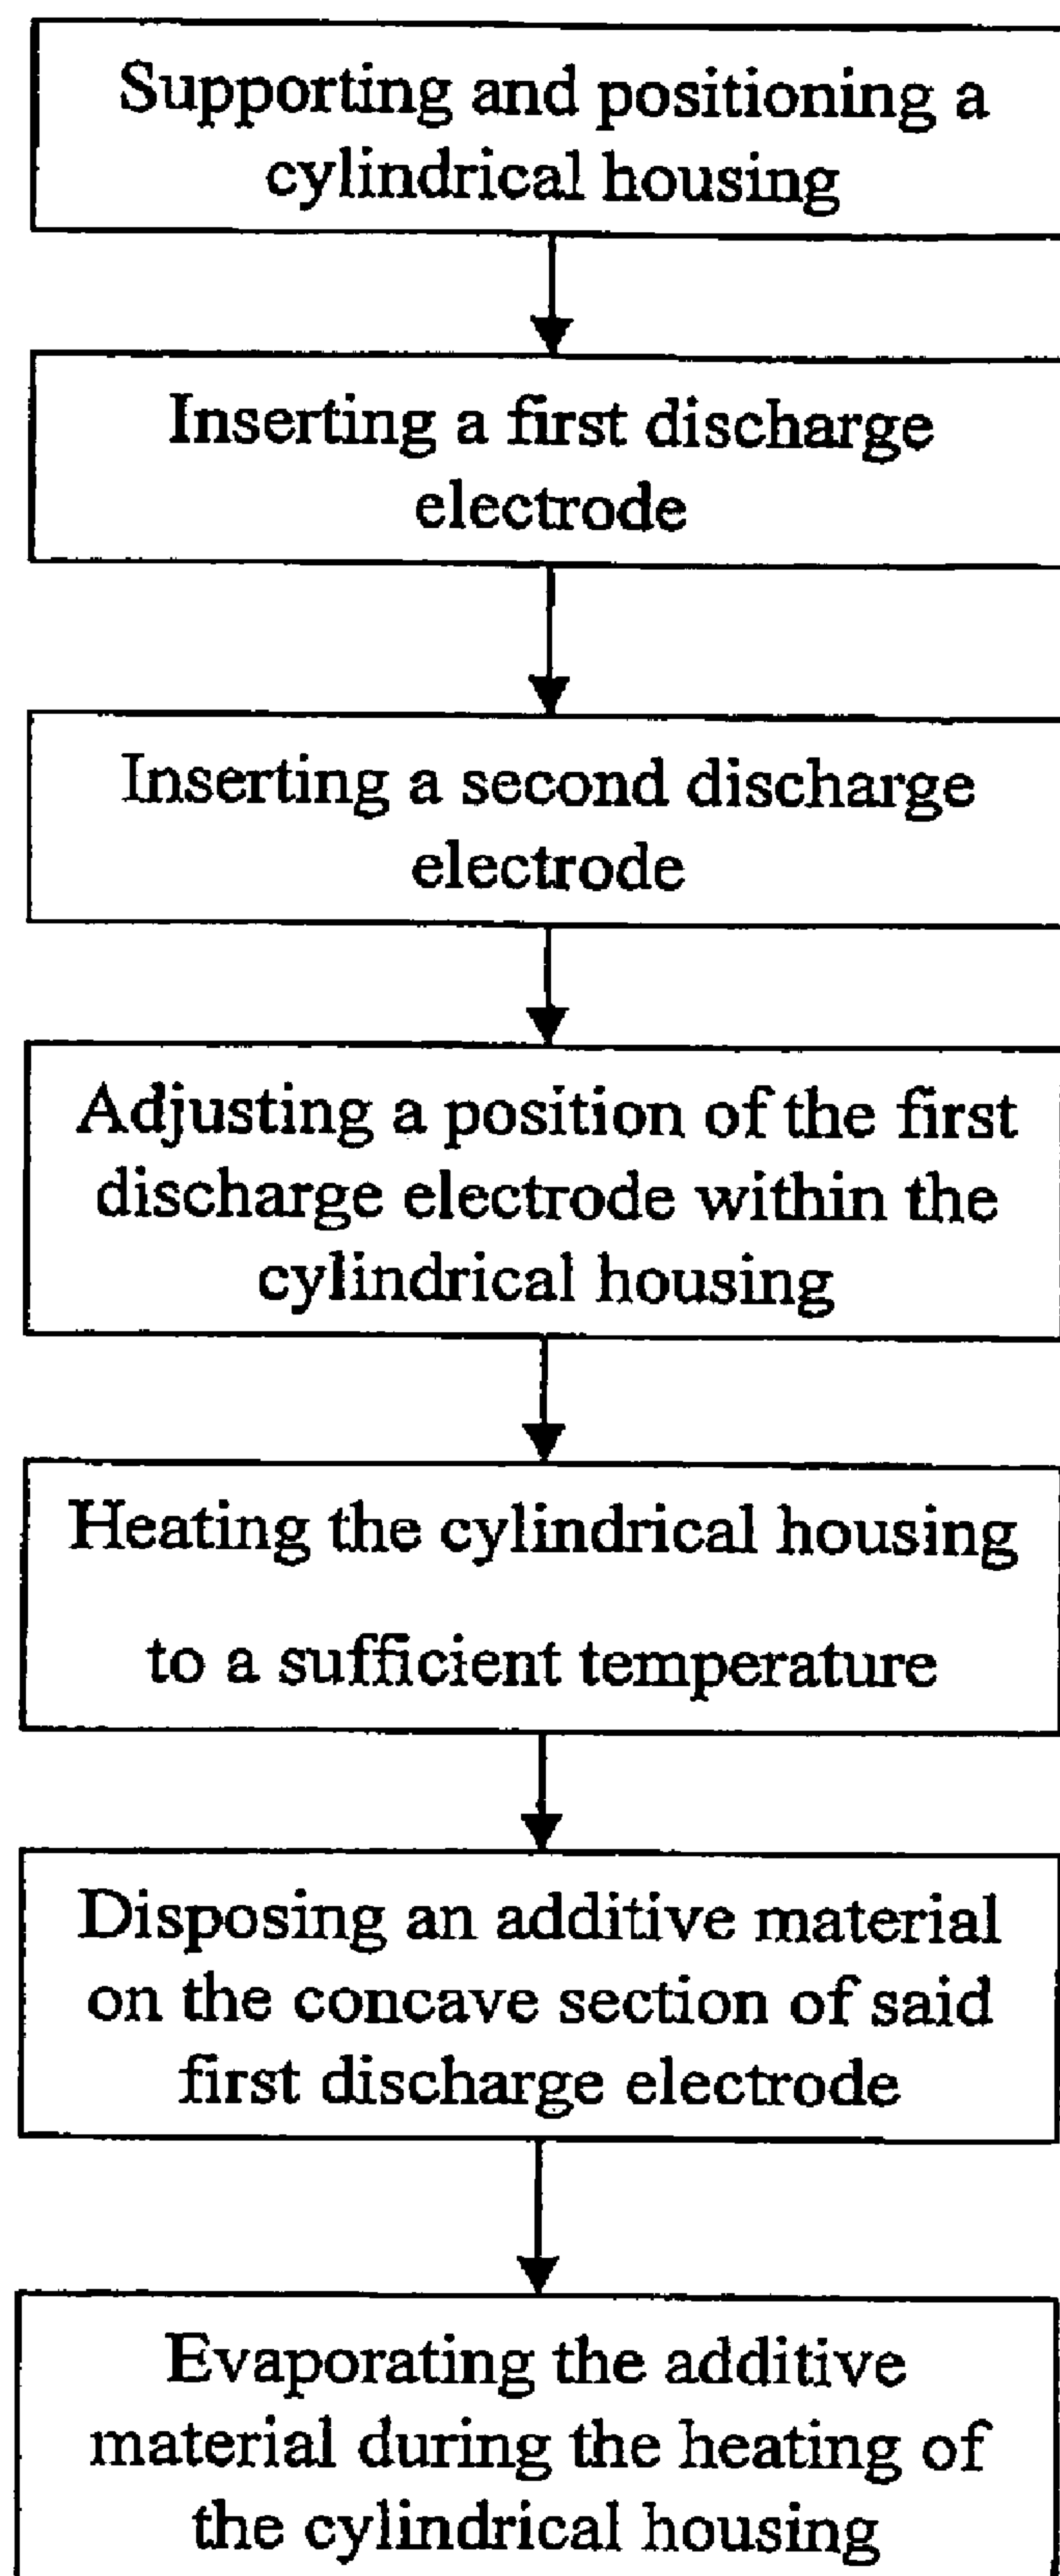 Supporting and positioning a
cylindrical housing
Inserting a first discharge
electrode
Inserting a second discharge
electrode
Adjusting a position of the first
discharge electrode within the
cylindrical housing
Heating the cylindrical housing
to a sufficient temperature
Disposing an additive material
on the concave section of said
first discharge electrode
Evaporating the additive
material during the heating of
the cylindrical housing